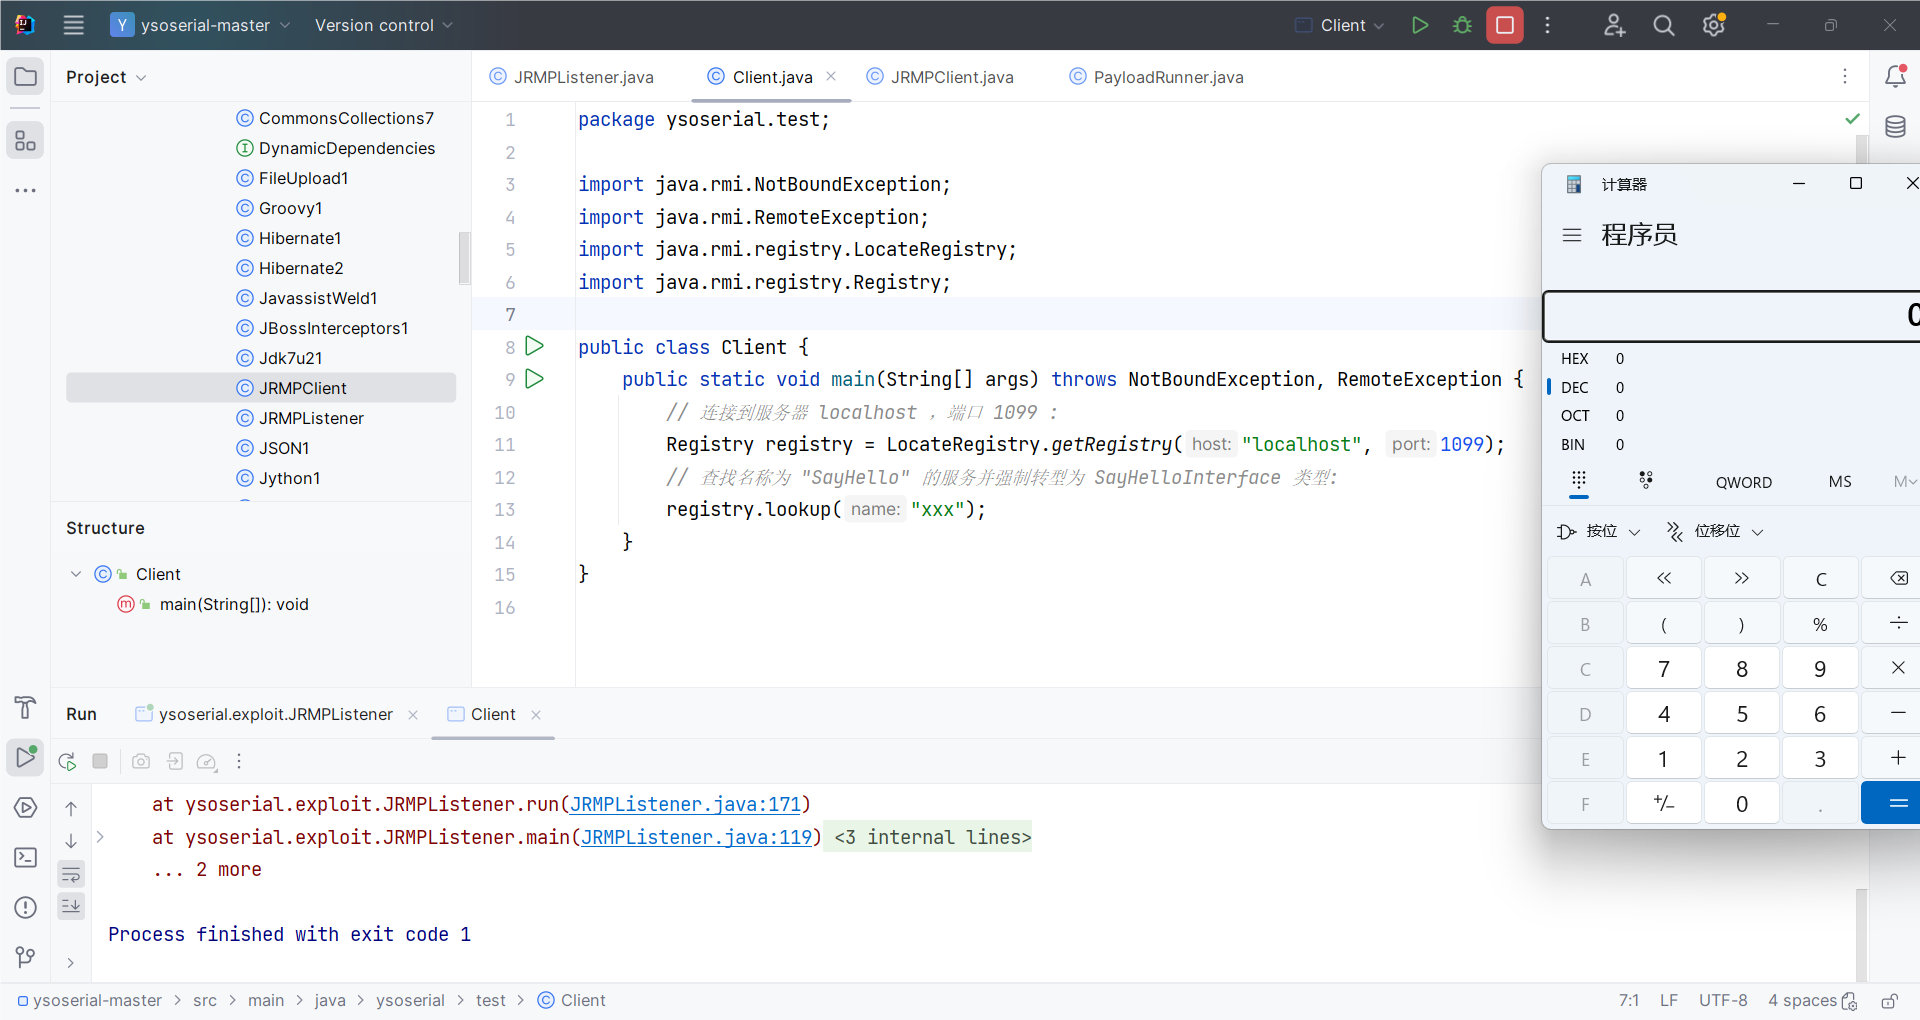 Y ysoserial-master Version control Client
Project
CommonsCollections7
DynamicDependencies
FileUpload1
Groovy1
Hibernate1
Hibernate2
JavassistWeld1
JBossInterceptors1
Jdk7u21
JRMPClient
JRMPListener
JSON1
Jython1
Structure
Client
main(String[]): void
JRMPListener.java Client.java JRMPClient.java PayloadRunner.java
1 package ysoserial.test;
2
3 import java.rmi.NotBoundException;
4 import java.rmi.RemoteException;
5 import java.rmi.registry.LocateRegistry;
6 import java.rmi.registry.Registry;
7
8 public class Client {
9 public static void main(String[] args) throws NotBoundException, RemoteException {
10 // 连接到服务器 localhost ，端口 1099 :
11 Registry registry = LocateRegistry.getRegistry( host: "localhost", port: 1099);
12 // 查找名称为 "SayHello" 的服务并强制转型为 SayHelloInterface 类型:
13 registry.lookup( name: "xxx");
14 }
15 }
16
计算器
程序员
0
HEX 0
DEC 0
OCT 0
BIN 0
QWORD MS M
按位 位移位
A << >> C
B ( ) % ÷
C 7 8 9 ×
D 4 5 6 −
E 1 2 3 +
F +/− 0 . =
Run ysoserial.exploit.JRMPListener Client
at ysoserial.exploit.JRMPListener.run(JRMPListener.java:171)
at ysoserial.exploit.JRMPListener.main(JRMPListener.java:119) <3 internal lines>
... 2 more
Process finished with exit code 1
ysoserial-master > src > main > java > ysoserial > test > Client 7:1 LF UTF-8 4 spaces